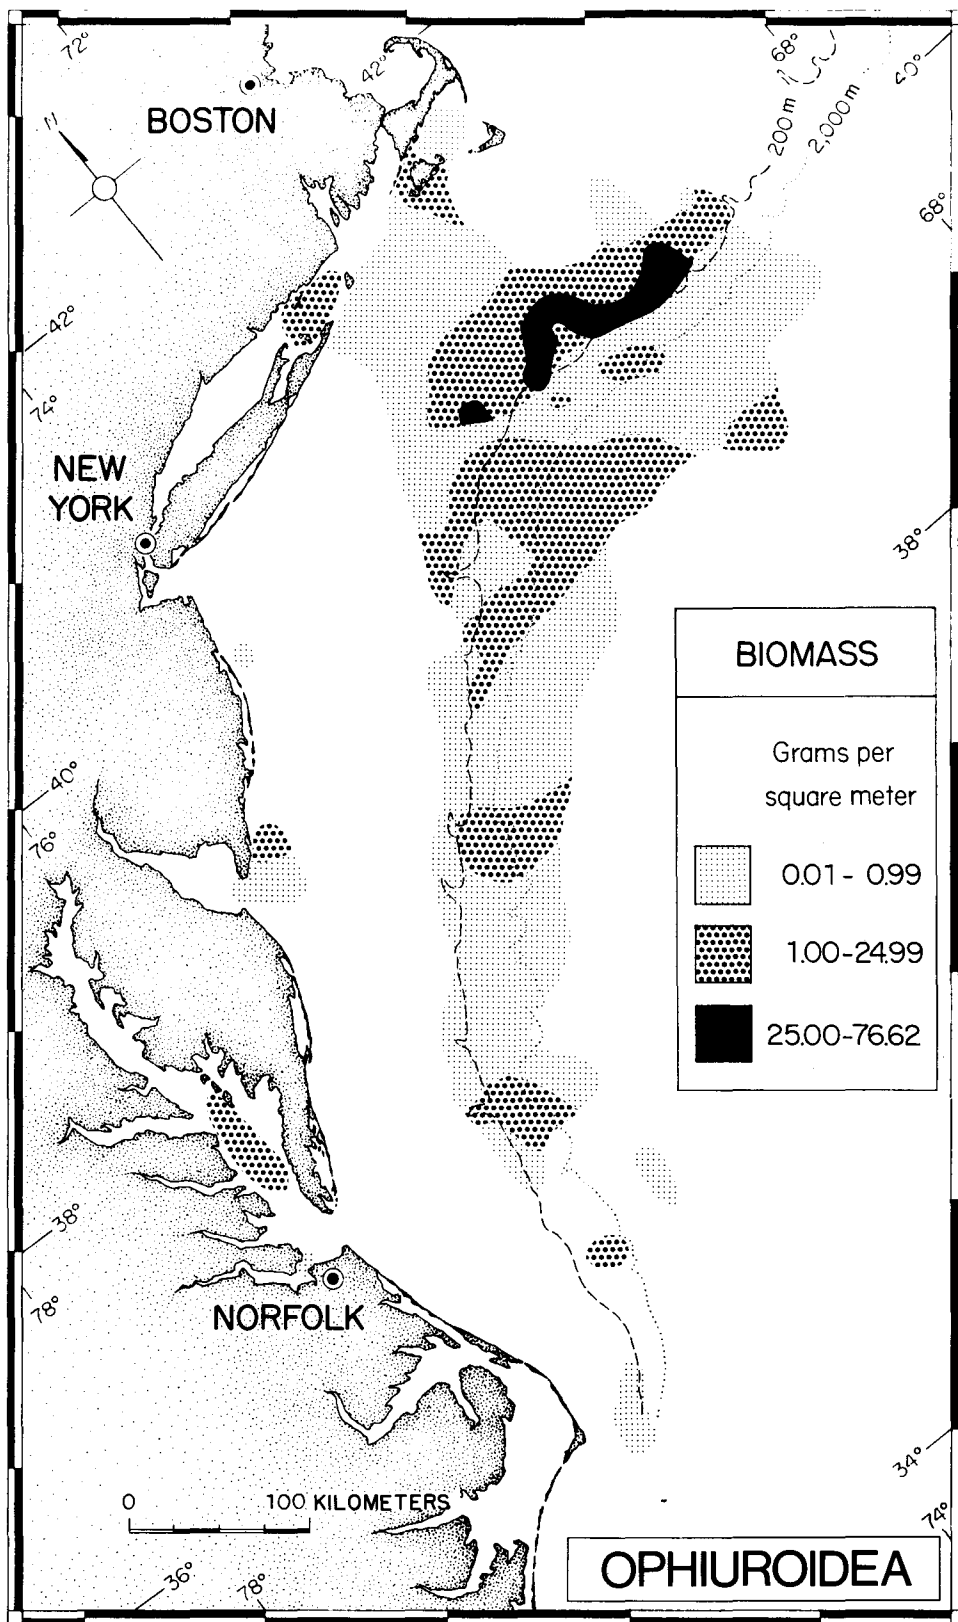 72°
42°
68°
40°
BOSTON
200 m
2,000 m
N
68°
42°
74°
NEW
YORK
38°
BIOMASS
Grams per
square meter
40°
76°
0.01 - 0.99
1.00-24.99
25.00-76.62
38°
78°
NORFOLK
34°
0 100 KILOMETERS
74°
OPHIUROIDEA
36°
78°